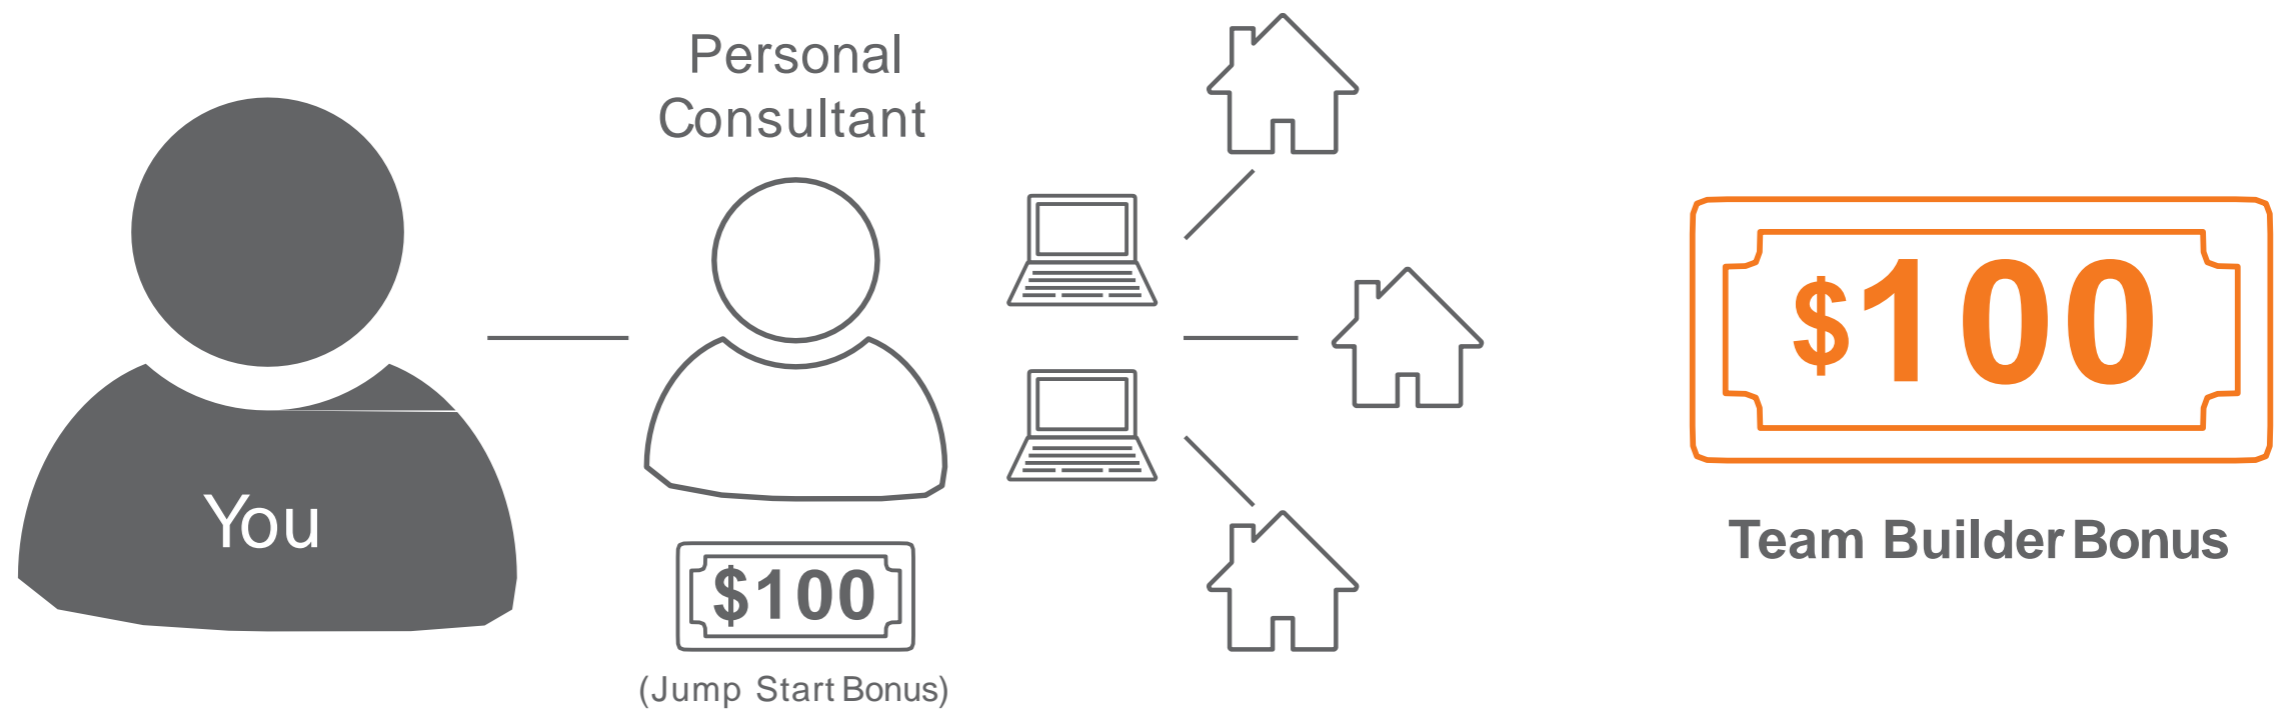 Personal
Consultant
You
$100
(Jump Start Bonus)
$100
Team Builder Bonus